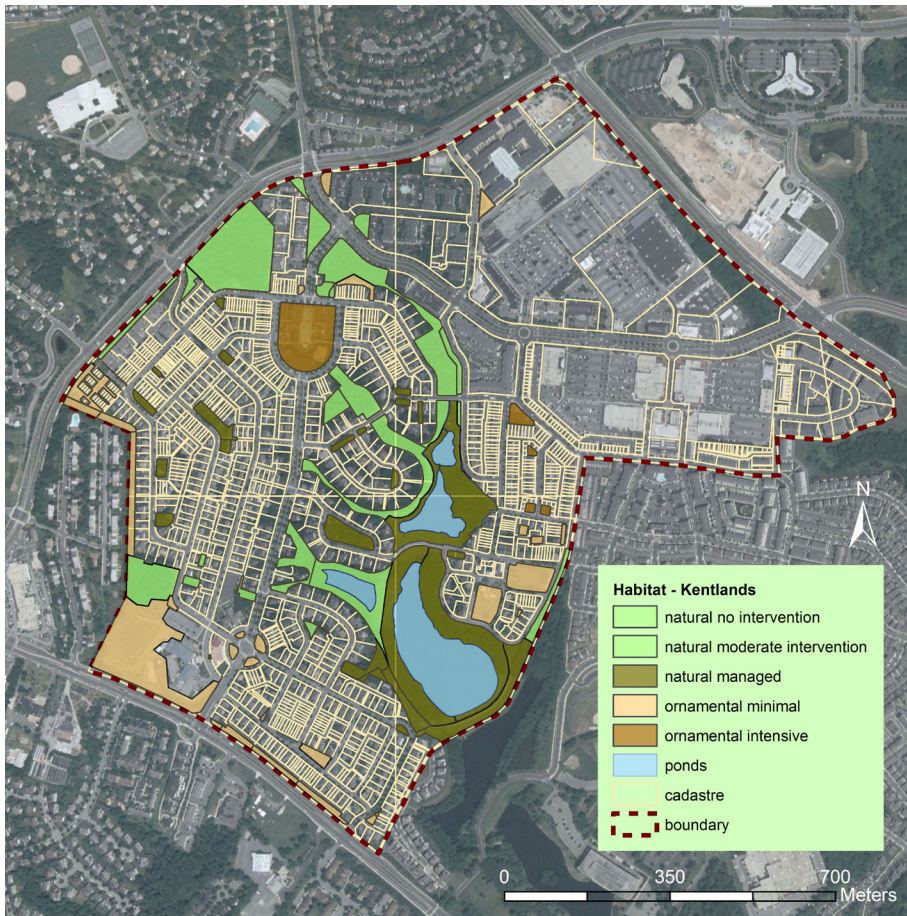 N
Habitat - Kentlands
natural no intervention
natural moderate intervention
natural managed
ornamental minimal
ornamental intensive
ponds
cadastre
boundary
0 350 700
Meters